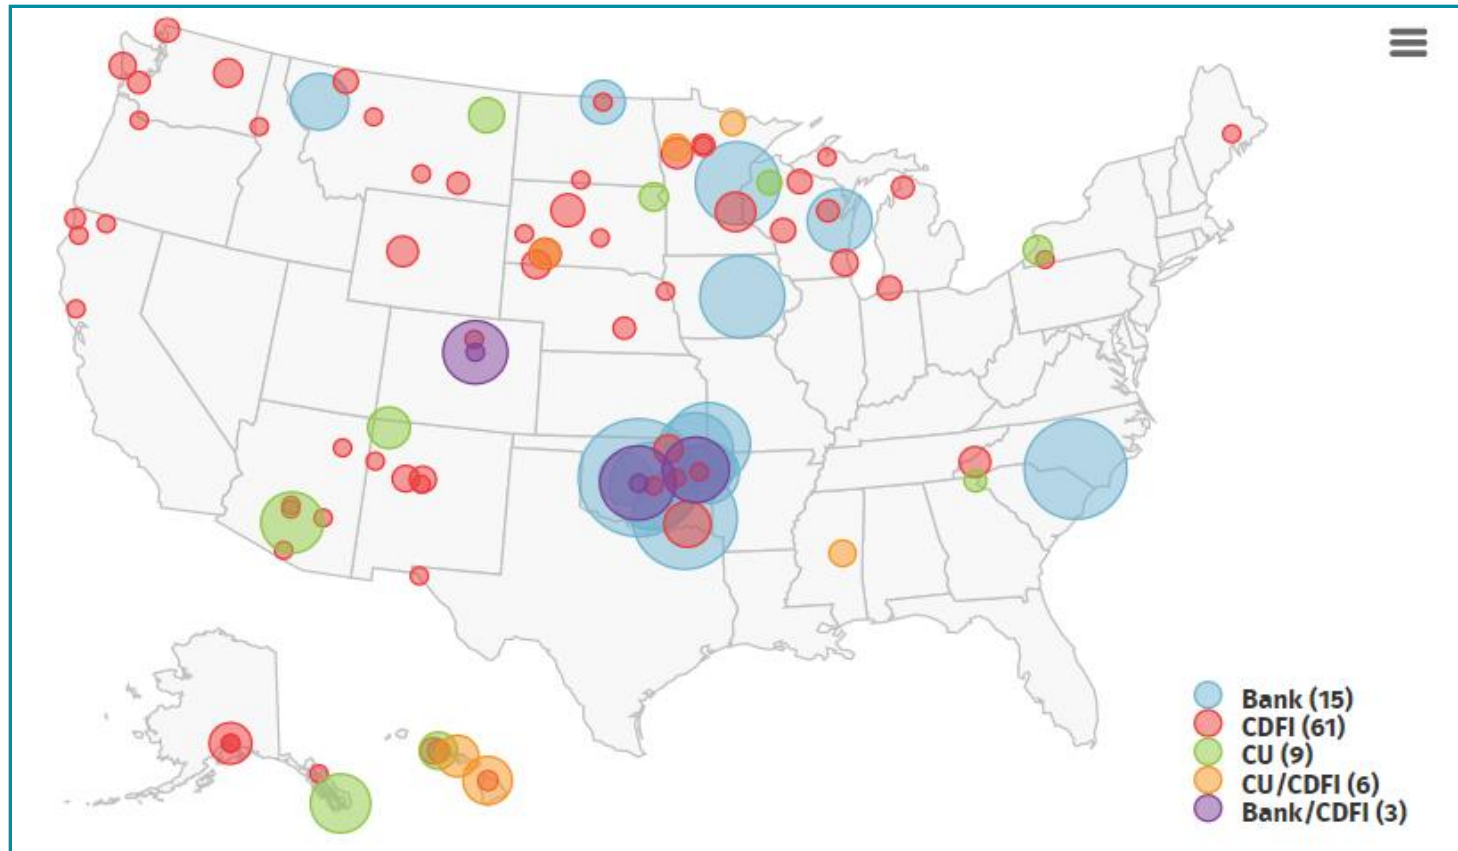 Bank (15)
CDFI (61)
CU (9)
CU/CDFI (6)
Bank/CDFI (3)